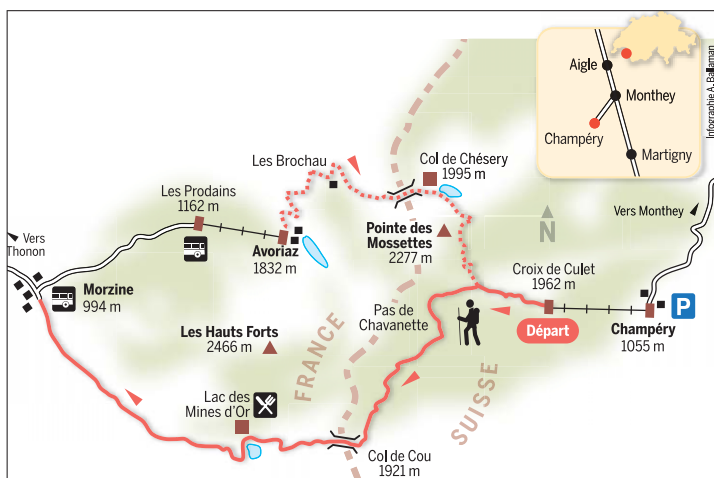 Aigle
Monthey
Champéry
Martigny
Infographie A. Ballaman
Les Brochau
Col de Chésery
1995 m
Les Prodains
1162 m
Vers Monthey
Vers
Thonon
Avoriaz
1832 m
Pointe des
Mossettes
2277 m
N
Croix de Culet
1962 m
Morzine
994 m
Pas de
Chavanette
Départ
P
Champéry
1055 m
Les Hauts Forts
2466 m
FRANCE
SUISSE
Lac des
Mines d'Or
Col de Cou
1921 m